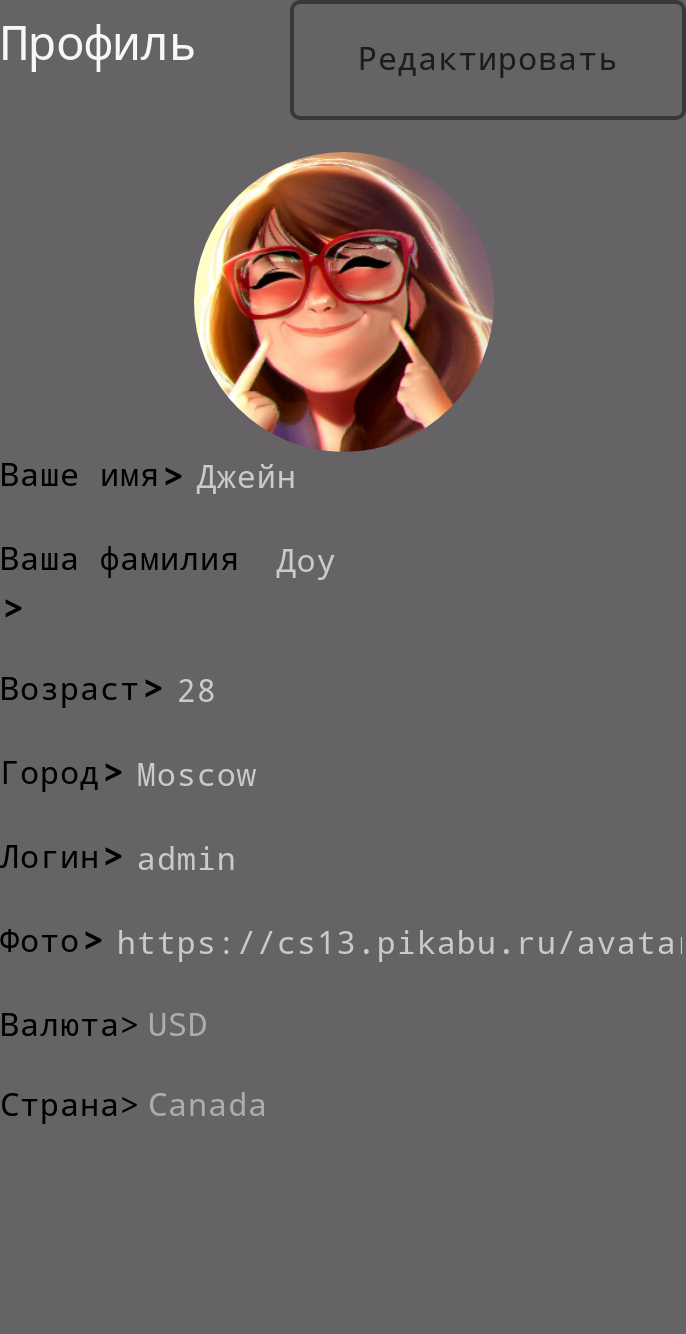 Профиль
Редактировать
Ваше имя> Джейн
Ваша фамилия Доу
>
Возраст> 28
Город> Moscow
Логин> admin
Фото> https://cs13.pikabu.ru/avata
Валюта> USD
Страна> Canada